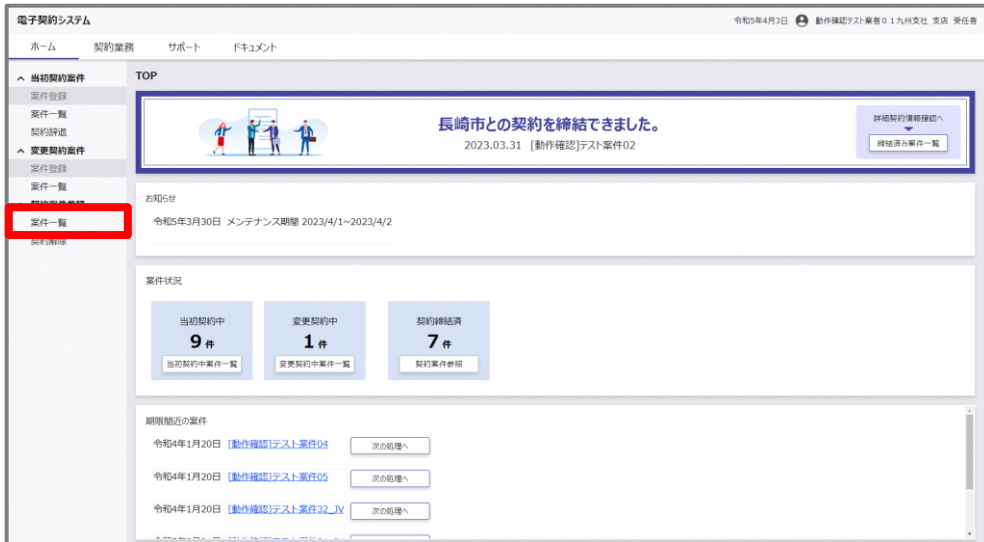 電子契約システム
令和5年4月3日 動作確認テスト業者01九州支社 支店 受任者
ホーム 契約業務 サポート ドキュメント
当初契約案件
案件登録
案件一覧
契約辞退
変更契約案件
案件登録
案件一覧
契約案件参照
案件一覧
契約解除
TOP
長崎市との契約を締結できました。
2023.03.31 [動作確認]テスト案件02
詳細契約情報確認へ
締結済み案件一覧
お知らせ
令和5年3月30日 メンテナンス期間 2023/4/1~2023/4/2
案件状況
当初契約中
9 件
当初契約中案件一覧
変更契約中
1 件
変更契約中案件一覧
契約締結済
7 件
契約案件参照
期限間近の案件
令和4年1月20日 [動作確認]テスト案件04 次の処理へ
令和4年1月20日 [動作確認]テスト案件05 次の処理へ
令和4年1月20日 [動作確認]テスト案件32_JV 次の処理へ